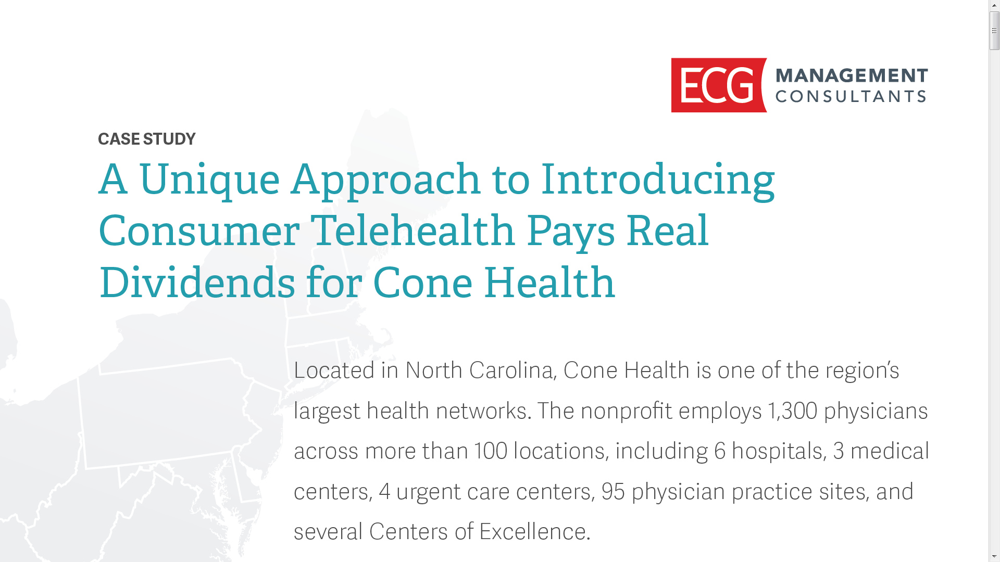 ECG MANAGEMENT
CONSULTANTS
CASE STUDY
A Unique Approach to Introducing
Consumer Telehealth Pays Real
Dividends for Cone Health
Located in North Carolina, Cone Health is one of the region’s
largest health networks. The nonprofit employs 1,300 physicians
across more than 100 locations, including 6 hospitals, 3 medical
centers, 4 urgent care centers, 95 physician practice sites, and
several Centers of Excellence.